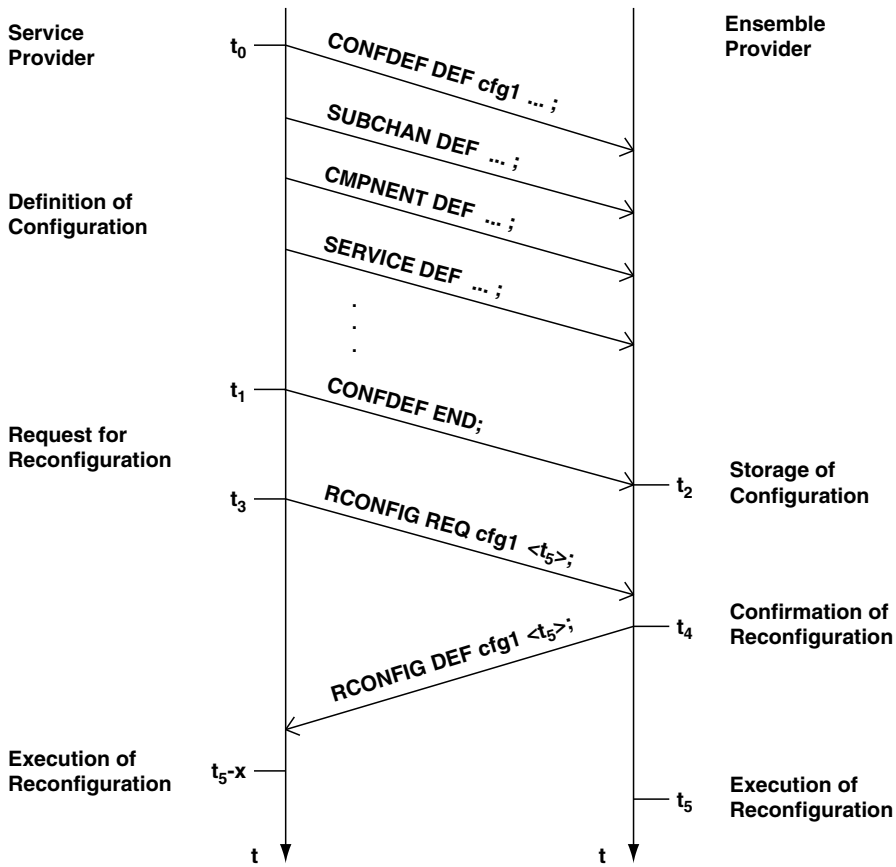 Service
Provider
Ensemble
Provider
t0
CONFDEF DEF cfg1 ... ;
SUBCHAN DEF ... ;
CMPNENT DEF ... ;
SERVICE DEF ... ;
Definition of
Configuration
.
.
.
t1
CONFDEF END;
Request for
Reconfiguration
t2
Storage of
Configuration
t3
RCONFIG REQ cfg1 <t5>;
t4
Confirmation of
Reconfiguration
RCONFIG DEF cfg1 <t5>;
Execution of
Reconfiguration
t5-x
t5
Execution of
Reconfiguration
t
t